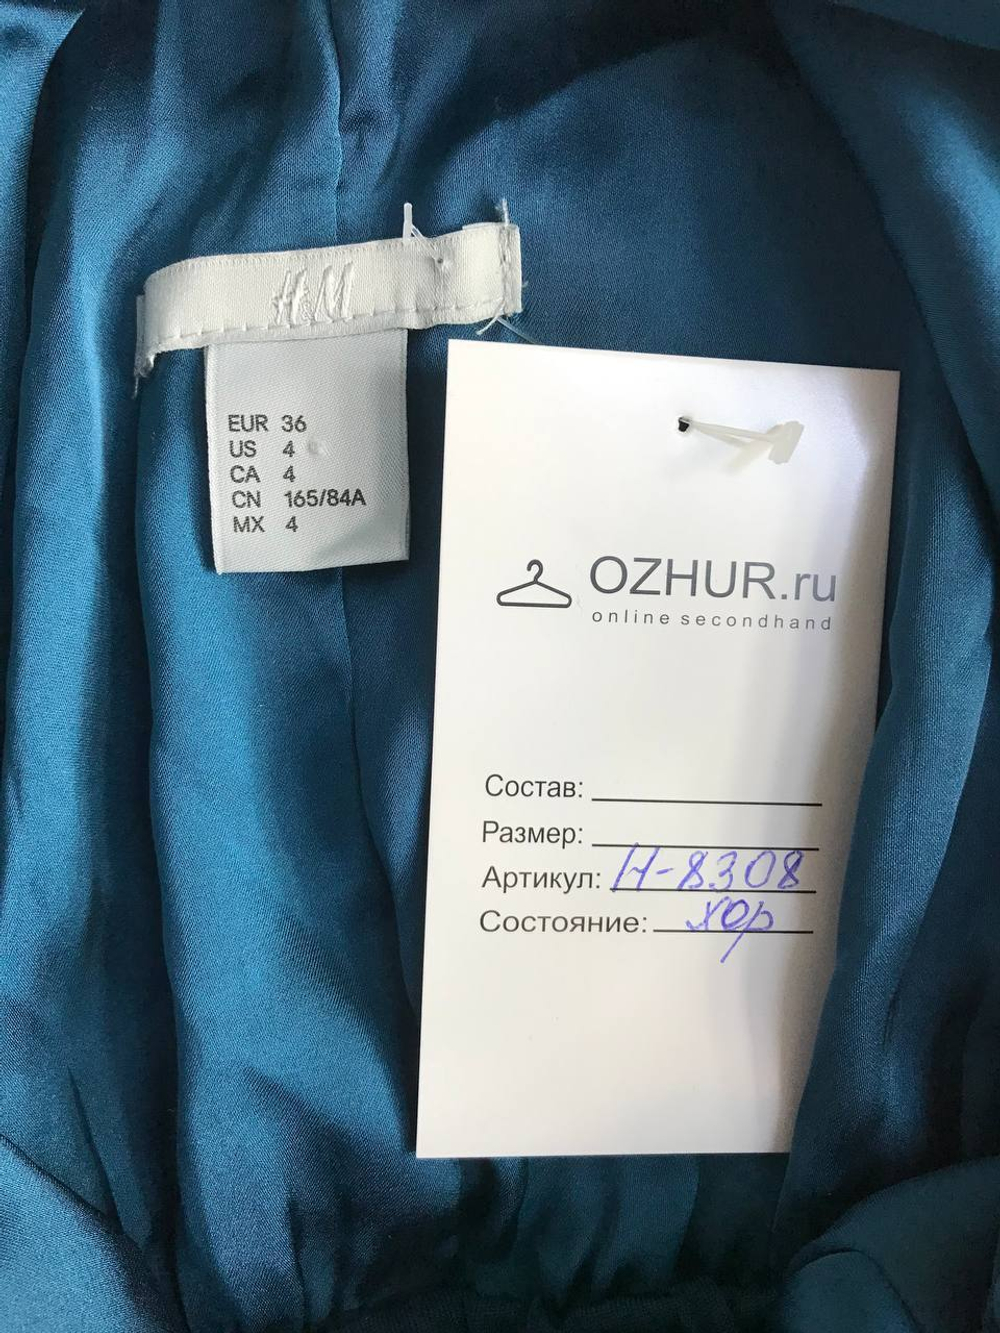 H&M
EUR 36
US 4
CA 4
CN 165/84A
MX 4
OZHUR.ru
online secondhand
Состав:
Размер:
Артикул: Н-8308
Состояние: хор